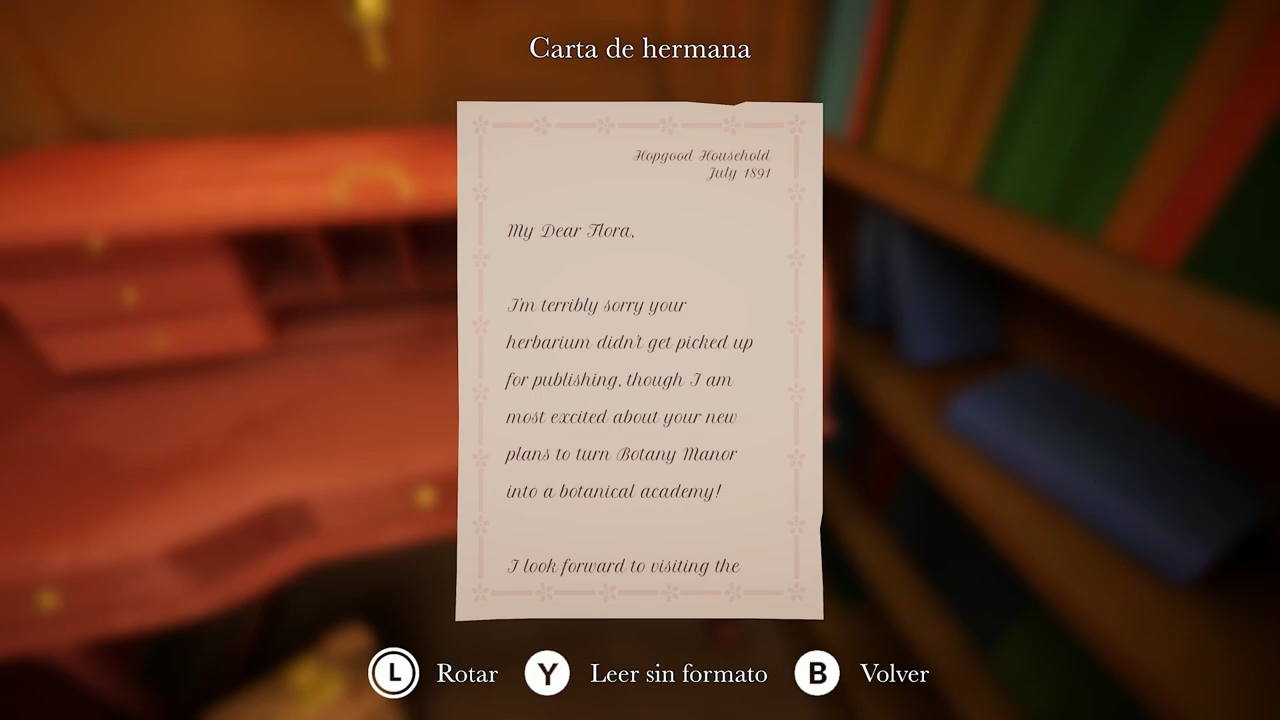 Carta de hermana
Hopgood Household
July 1891
My Dear Flora,
I'm terribly sorry your
herbarium didn't get picked up
for publishing, though I am
most excited about your new
plans to turn Botany Manor
into a botanical academy!
I look forward to visiting the
L Rotar Y Leer sin formato B Volver